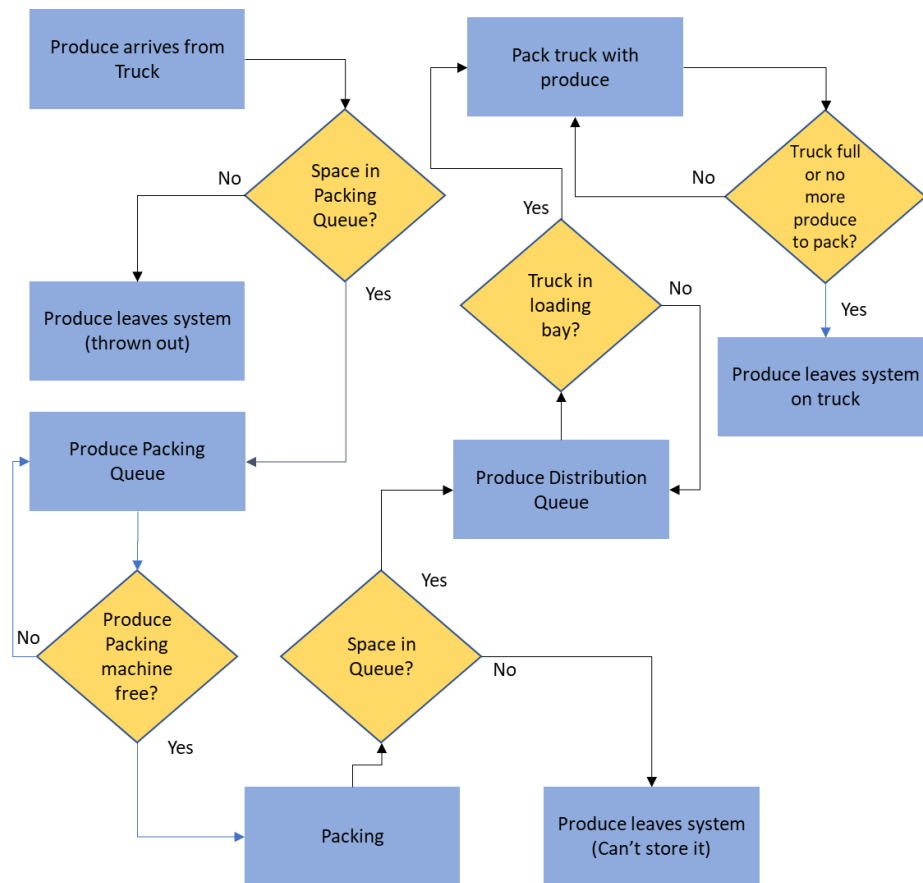 Produce arrives from
Truck
Space in
Packing
Queue?
No
Yes
Produce leaves system
(thrown out)
Produce Packing
Queue
Produce
Packing
machine
free?
No
Yes
Packing
Space in
Queue?
Yes
No
Produce leaves system
(Can't store it)
Produce Distribution
Queue
Truck in
loading
bay?
Yes
No
Pack truck with
produce
Truck full
or no
more
produce
to pack?
No
Yes
Produce leaves system
on truck